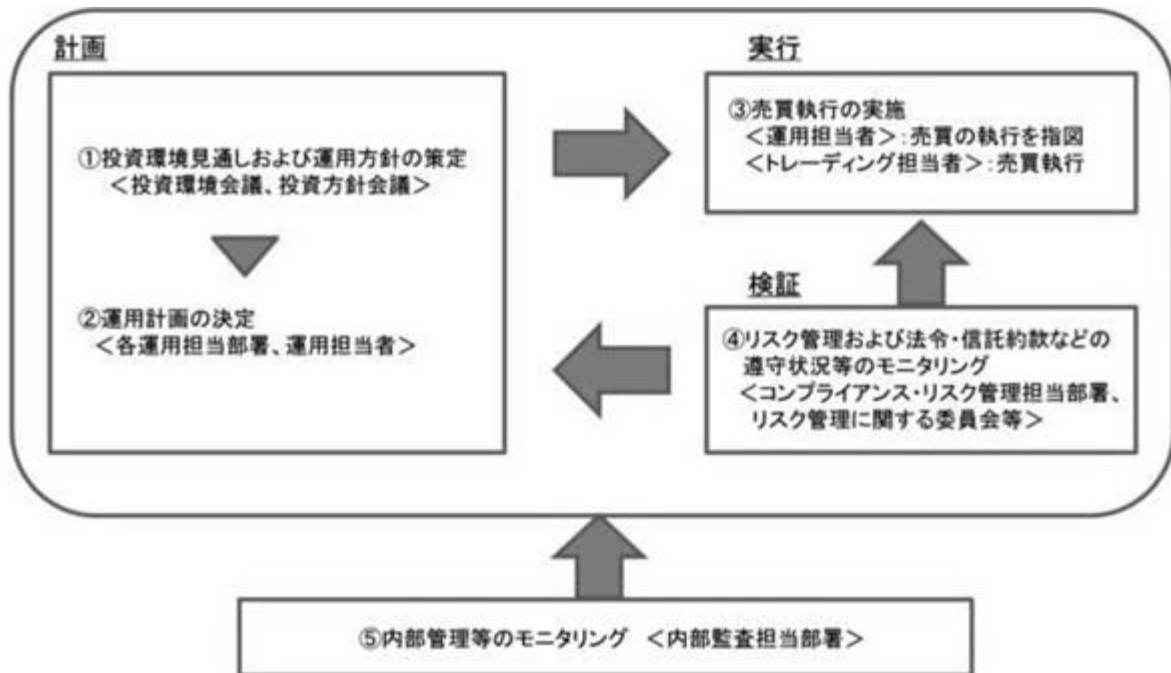 計画
①投資環境見通しおよび運用方針の策定
＜投資環境会議、投資方針会議＞
②運用計画の決定
＜各運用担当部署、運用担当者＞
実行
③売買執行の実施
＜運用担当者＞：売買の執行を指図
＜トレーディング担当者＞：売買執行
検証
④リスク管理および法令・信託約款などの
遵守状況等のモニタリング
＜コンプライアンス・リスク管理担当部署、
リスク管理に関する委員会等＞
⑤内部管理等のモニタリング ＜内部監査担当部署＞